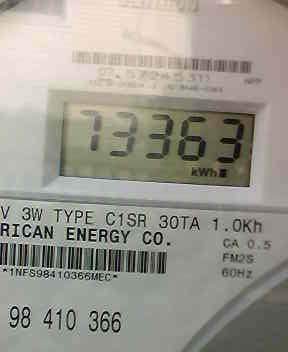 73363
kWh
V 3W TYPE C1SR 30TA 1.0Kh
RICAN ENERGY CO.
CA 0.5
FM2S
60Hz
*1NFS98410366MEC*
98 410 366